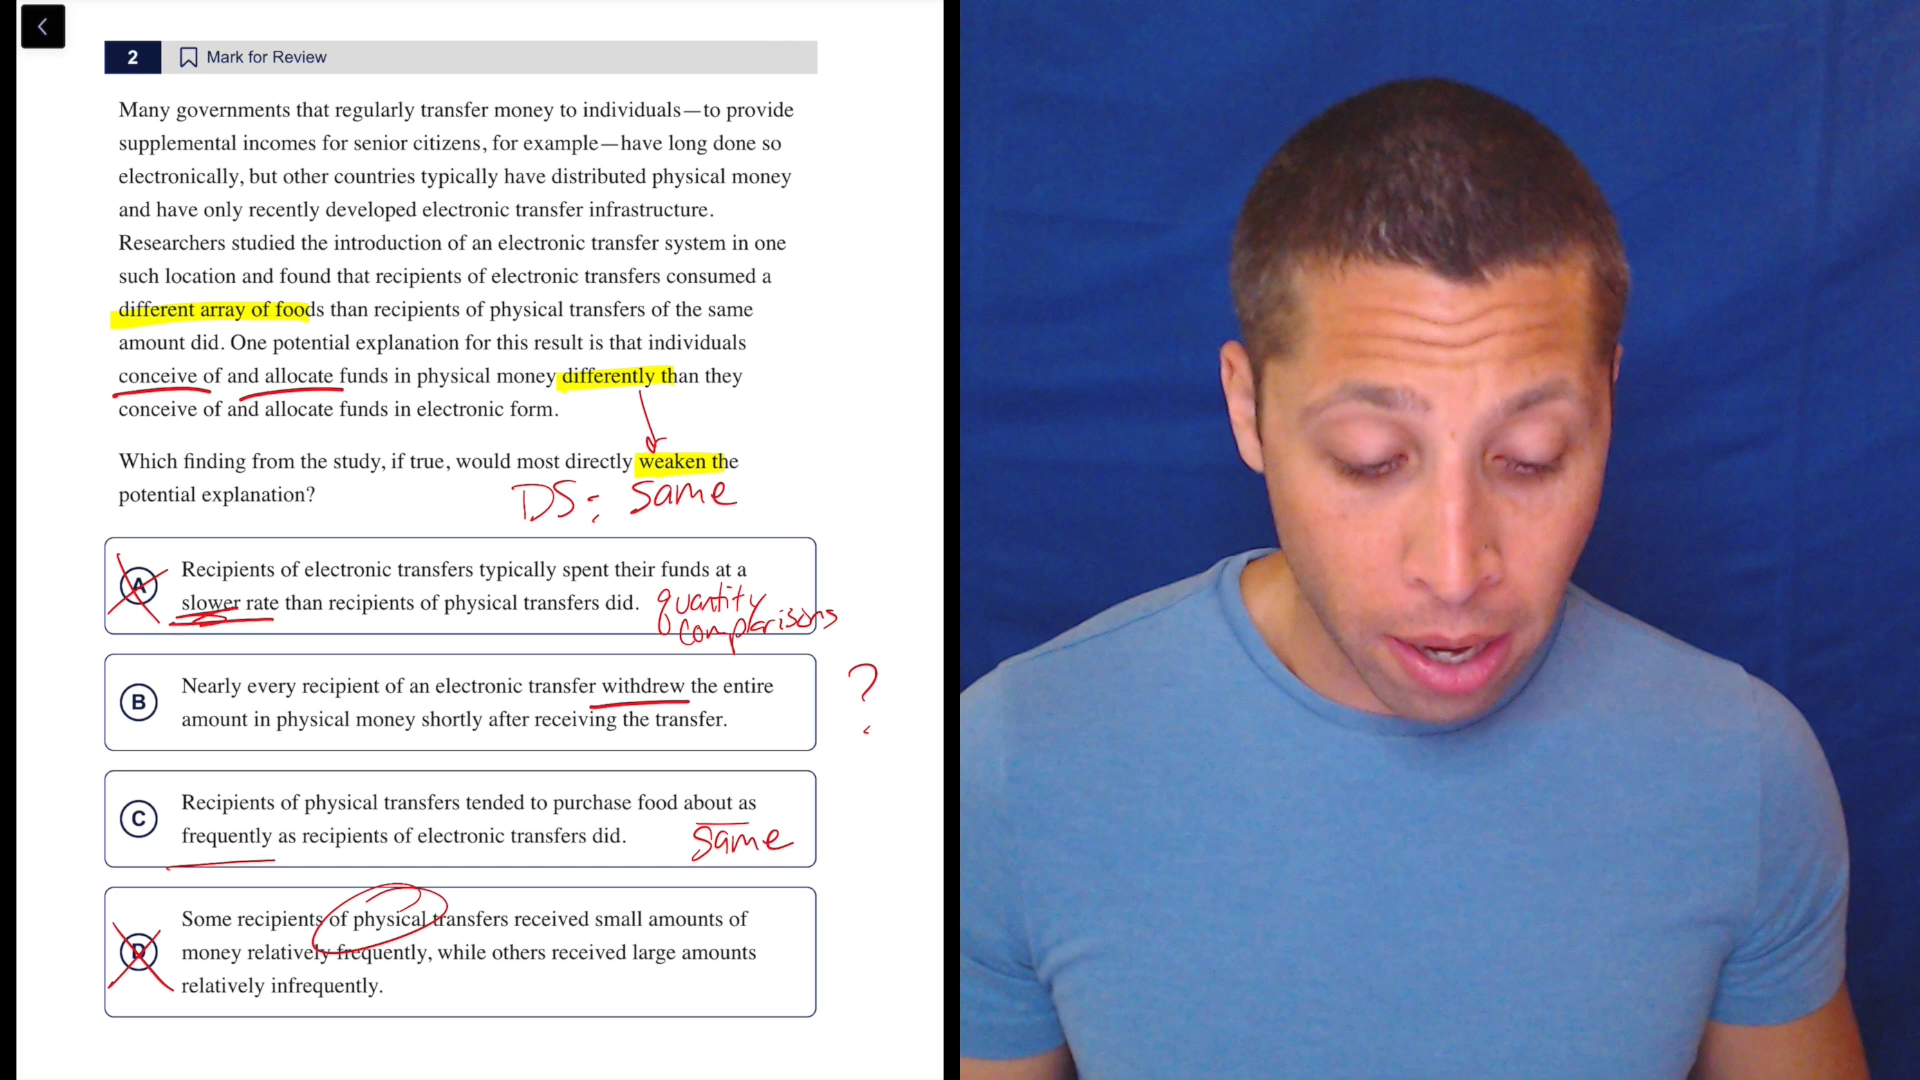 2 Mark for Review
Many governments that regularly transfer money to individuals—to provide
supplemental incomes for senior citizens, for example—have long done so
electronically, but other countries typically have distributed physical money
and have only recently developed electronic transfer infrastructure.
Researchers studied the introduction of an electronic transfer system in one
such location and found that recipients of electronic transfers consumed a
different array of foods than recipients of physical transfers of the same
amount did. One potential explanation for this result is that individuals
conceive of and allocate funds in physical money differently than they
conceive of and allocate funds in electronic form.
Which finding from the study, if true, would most directly weaken the
potential explanation?
DS: same
A Recipients of electronic transfers typically spent their funds at a
slower rate than recipients of physical transfers did.
quantity
comparisons
B Nearly every recipient of an electronic transfer withdrew the entire
amount in physical money shortly after receiving the transfer.
?
C Recipients of physical transfers tended to purchase food about as
frequently as recipients of electronic transfers did.
same
D Some recipients of physical transfers received small amounts of
money relatively frequently, while others received large amounts
relatively infrequently.